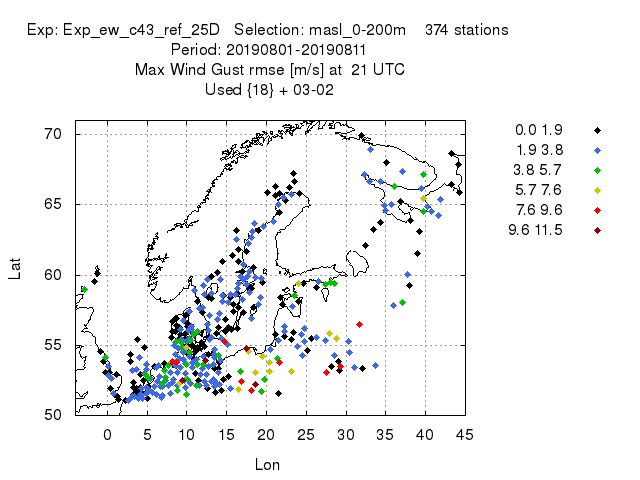 Exp: Exp_ew_c43_ref_25D   Selection: masl_0-200m    374 stations
Period: 20190801-20190811
Max Wind Gust rmse [m/s] at  21 UTC
Used {18} + 03-02
0.0 1.9
1.9 3.8
3.8 5.7
5.7 7.6
7.6 9.6
9.6 11.5
70
65
60
55
50
Lat
0 5 10 15 20 25 30 35 40 45
Lon